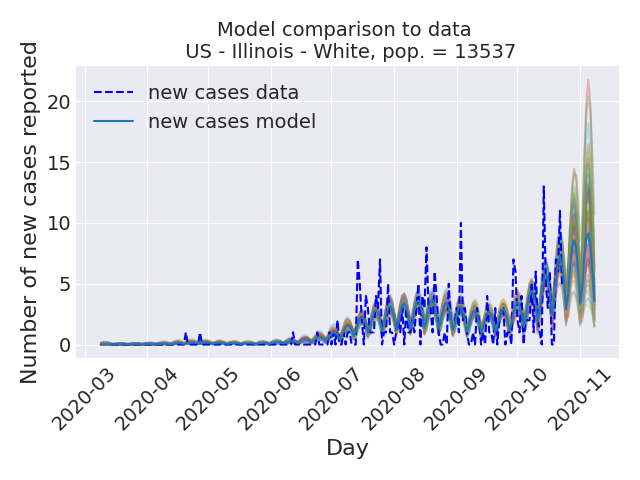 Model comparison to data
US - Illinois - White, pop. = 13537
Number of new cases reported
new cases data
new cases model
20
15
10
5
0
2020-03
2020-04
2020-05
2020-06
2020-07
2020-08
2020-09
2020-10
2020-11
Day